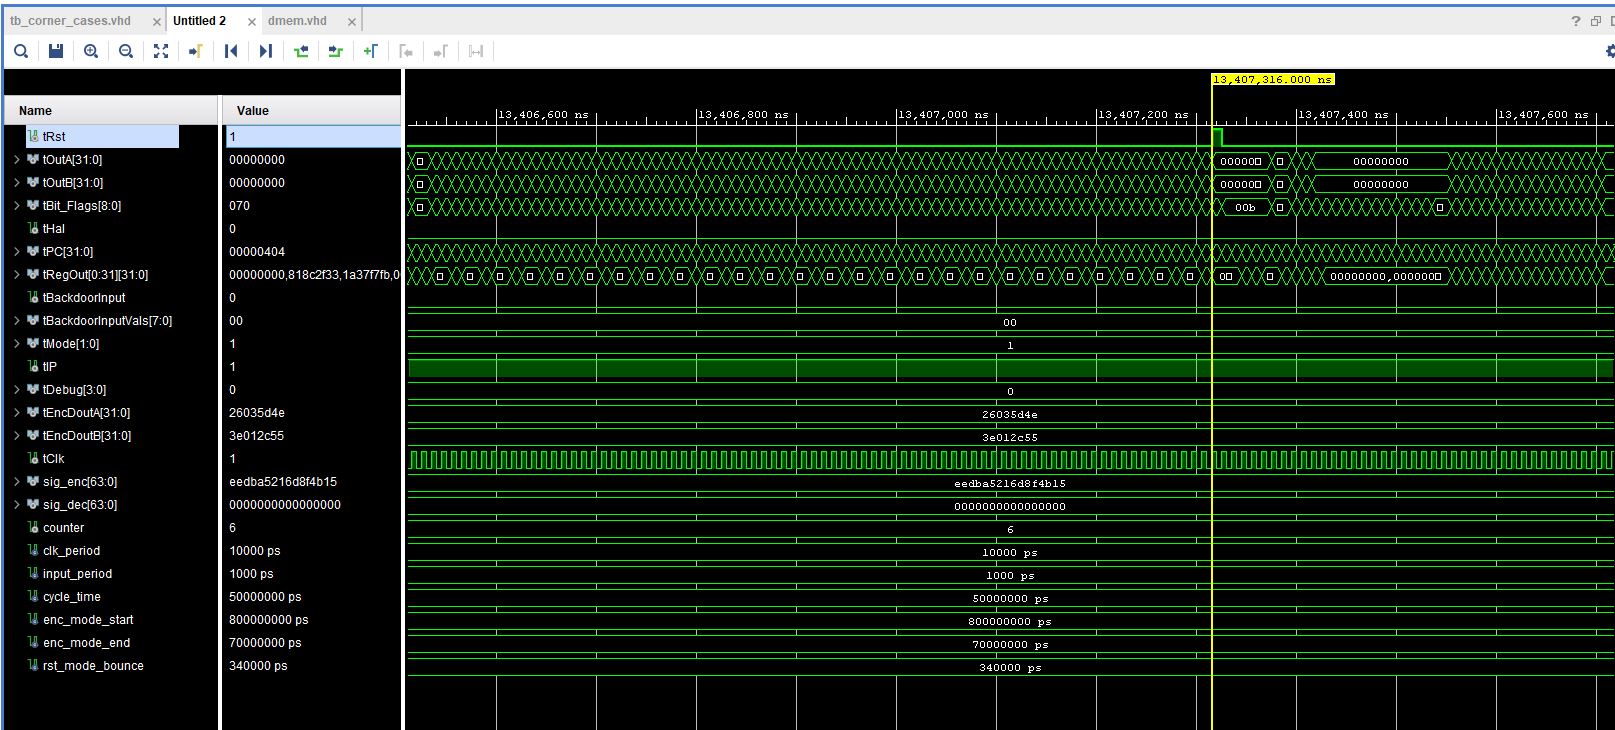 tb_corner_cases.vhd × Untitled 2 × dmem.vhd × ?
13,407,316.000 ns
Name Value
13,406,600 ns 13,406,800 ns 13,407,000 ns 13,407,200 ns 13,407,400 ns 13,407,600 ns
tRst 1
tOutA[31:0] 00000000 00000 00000000
tOutB[31:0] 00000000 00000 00000000
tBit_Flags[8:0] 070 00b
tHal 0
tPC[31:0] 00000404
tRegOut[0:31][31:0] 00000000,818c2f33,1a37f7fb,0 0 00000000,000000
tBackdoorInput 0
tBackdoorInputVals[7:0] 00 00
tMode[1:0] 1 1
tIP 1
tDebug[3:0] 0 0
tEncDoutA[31:0] 26035d4e 26035d4e
tEncDoutB[31:0] 3e012c55 3e012c55
tClk 1
sig_enc[63:0] eedba5216d8f4b15 eedba5216d8f4b15
sig_dec[63:0] 0000000000000000 0000000000000000
counter 6 6
clk_period 10000 ps 10000 ps
input_period 1000 ps 1000 ps
cycle_time 50000000 ps 50000000 ps
enc_mode_start 800000000 ps 800000000 ps
enc_mode_end 70000000 ps 70000000 ps
rst_mode_bounce 340000 ps 340000 ps